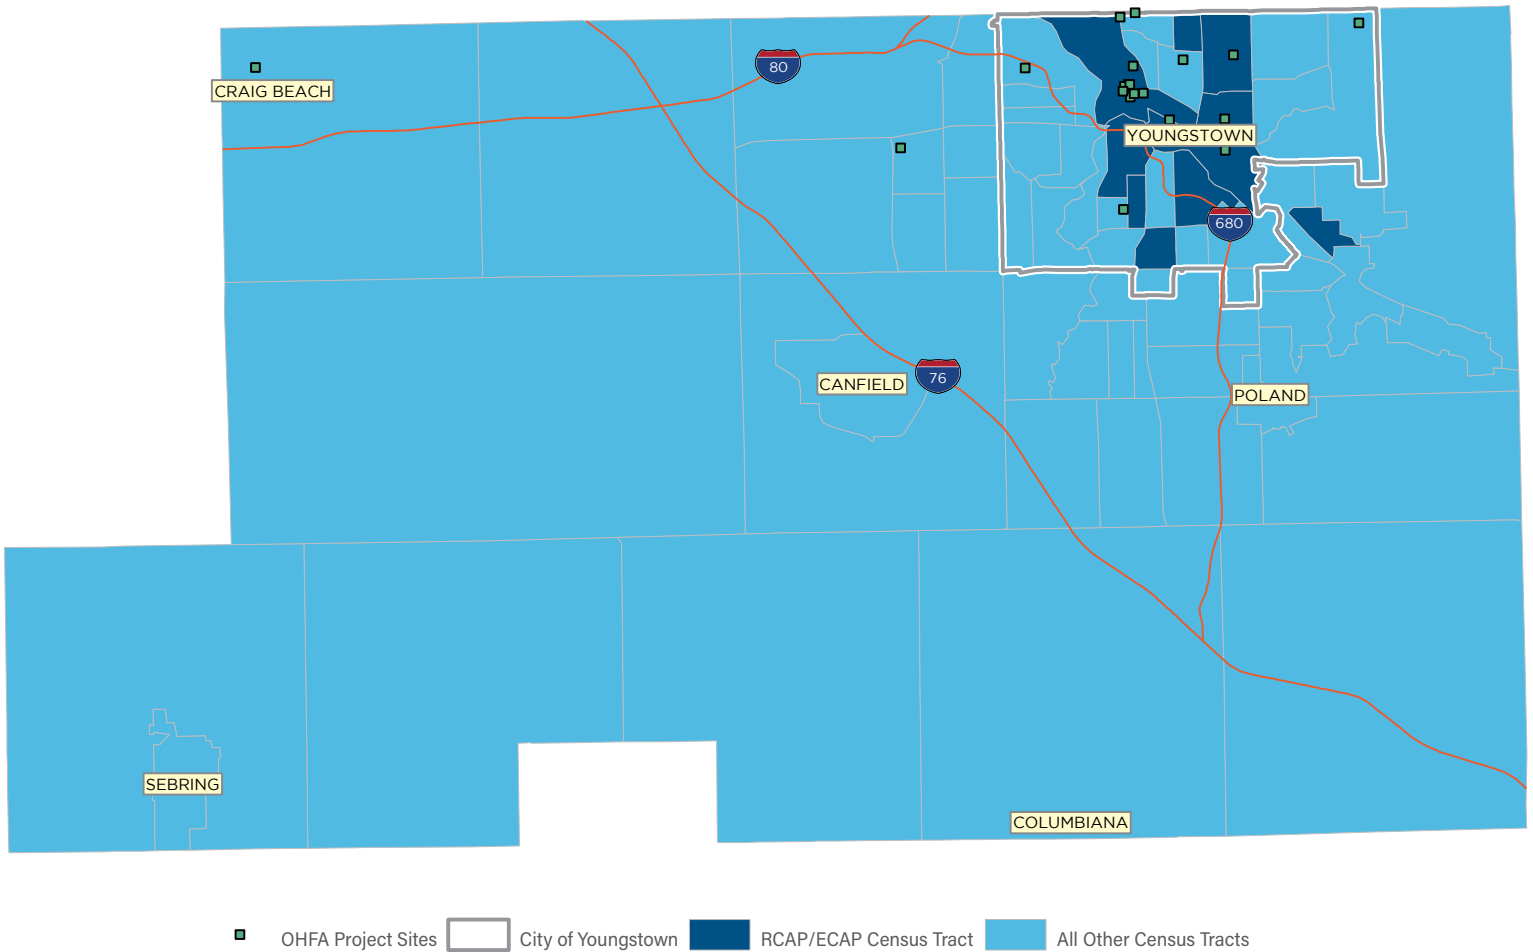 80
CRAIG BEACH
YOUNGSTOWN
680
CANFIELD
76
POLAND
SEBRING
COLUMBIANA
OHFA Project Sites
City of Youngstown
RCAP/ECAP Census Tract
All Other Census Tracts